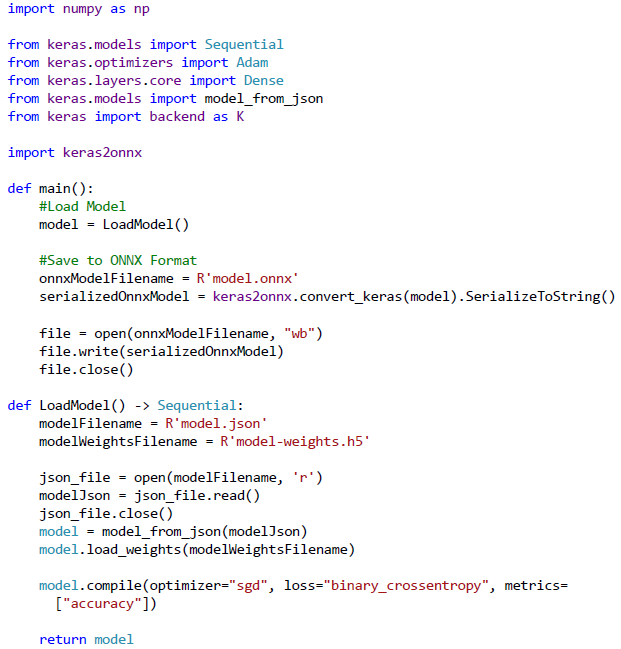 import numpy as np
from keras.models import Sequential
from keras.optimizers import Adam
from keras.layers.core import Dense
from keras.models import model_from_json
from keras import backend as K
import keras2onnx
def main():
    #Load Model
    model = LoadModel()
    #Save to ONNX Format
    onnxModelFilename = R'model.onnx'
    serializedOnnxModel = keras2onnx.convert_keras(model).SerializeToString()
    file = open(onnxModelFilename, "wb")
    file.write(serializedOnnxModel)
    file.close()
def LoadModel() -> Sequential:
    modelFilename = R'model.json'
    modelWeightsFilename = R'model-weights.h5'
    json_file = open(modelFilename, 'r')
    modelJson = json_file.read()
    json_file.close()
    model = model_from_json(modelJson)
    model.load_weights(modelWeightsFilename)
    model.compile(optimizer="sgd", loss="binary_crossentropy", metrics=
      ["accuracy"])
    return model